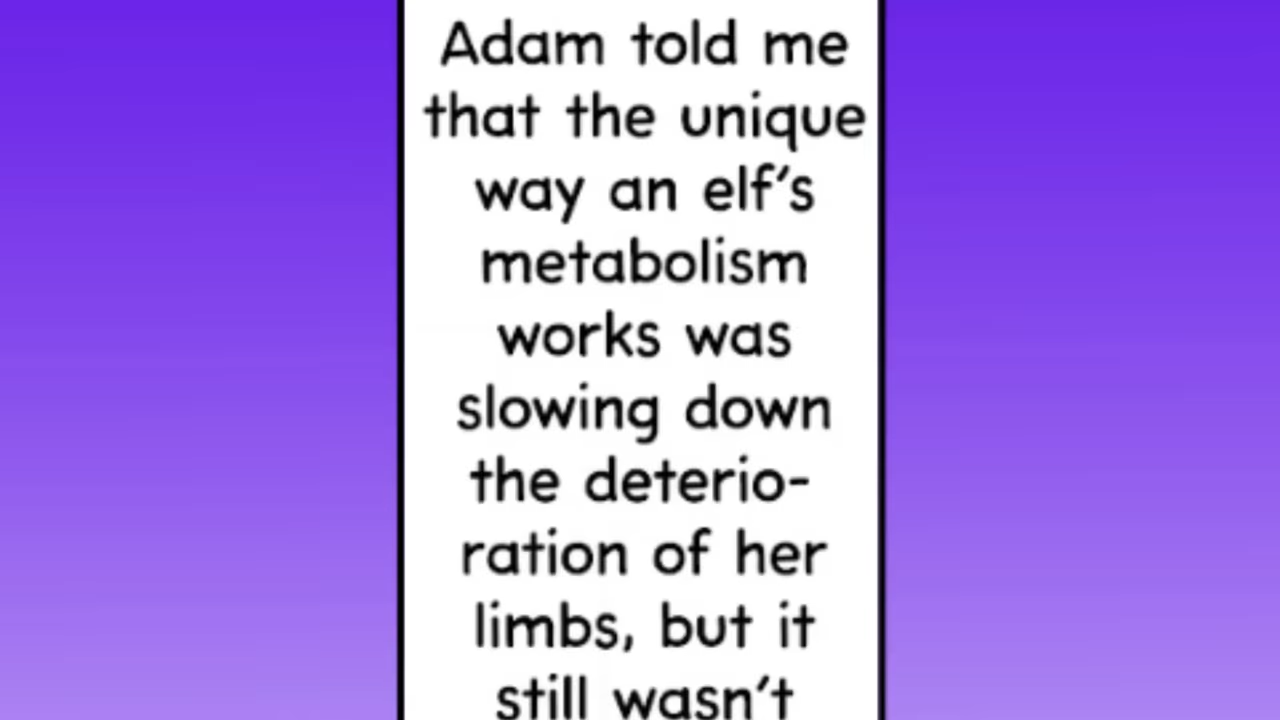 Adam told me
that the unique
way an elf's
metabolism
works was
slowing down
the deterio-
ration of her
limbs, but it
still wasn't